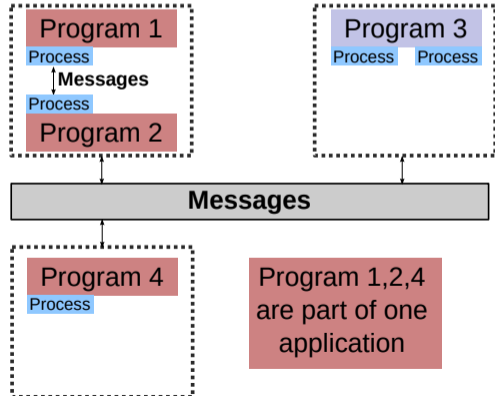 Program 1
Process
Messages
Process
Program 2
Program 3
Process Process
Messages
Program 4
Process
Program 1,2,4
are part of one
application